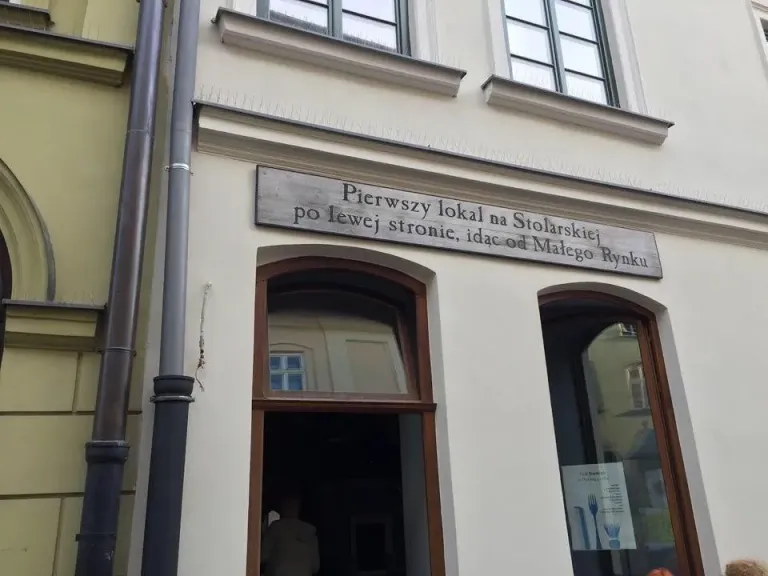 Pierwszy lokal na Stolarskiej
po lewej stronie, idąc od Małego Rynku